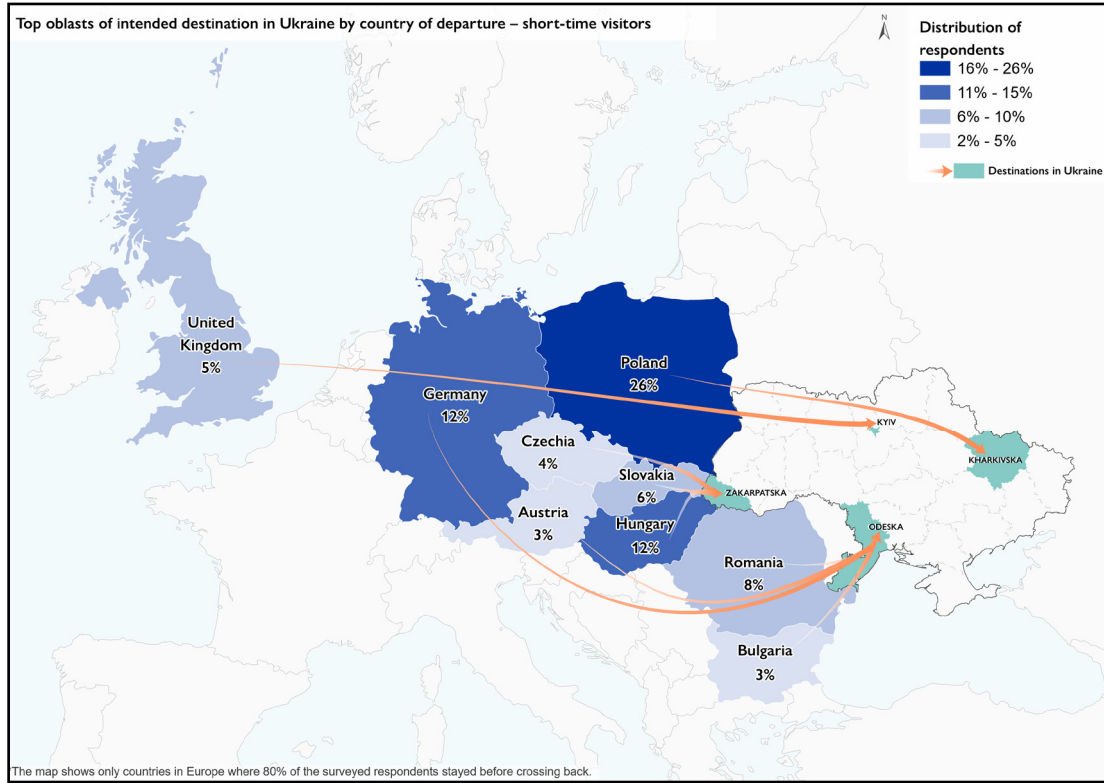 Top oblasts of intended destination in Ukraine by country of departure – short-time visitors
N
Distribution of
respondents
16% - 26%
11% - 15%
6% - 10%
2% - 5%
Destinations in Ukraine
United
Kingdom
5%
Germany
12%
Poland
26%
Czechia
4%
Slovakia
6%
Austria
3%
Hungary
12%
Romania
8%
Bulgaria
3%
KYIV
KHARKIVSKA
ZAKARPATSKA
ODESKA
*The map shows only countries in Europe where 80% of the surveyed respondents stayed before crossing back.